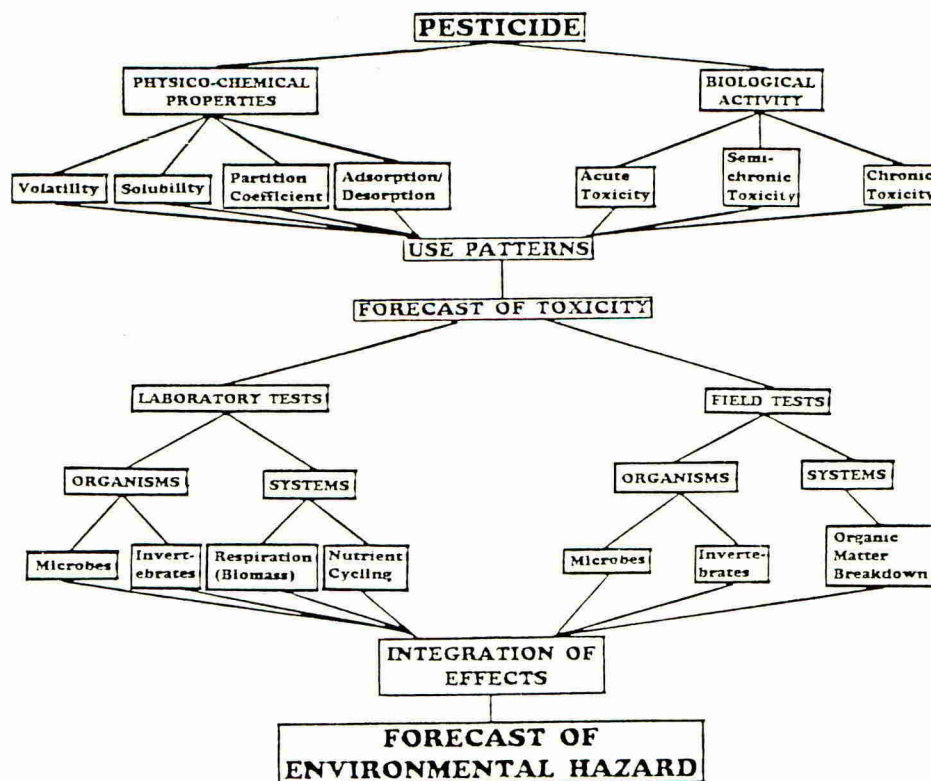 PESTICIDE
PHYSICO-CHEMICAL
PROPERTIES
BIOLOGICAL
ACTIVITY
Volatility
Solubility
Partition
Coefficient
Adsorption/
Desorption
Acute
Toxicity
Semi-
chronic
Toxicity
Chronic
Toxicity
USE PATTERNS
FORECAST OF TOXICITY
LABORATORY TESTS
FIELD TESTS
ORGANISMS
SYSTEMS
ORGANISMS
SYSTEMS
Microbes
Invert-
ebrates
Respiration
(Biomass)
Nutrient
Cycling
Microbes
Inverte-
brates
Organic
Matter
Breakdown
INTEGRATION OF
EFFECTS
FORECAST OF
ENVIRONMENTAL HAZARD